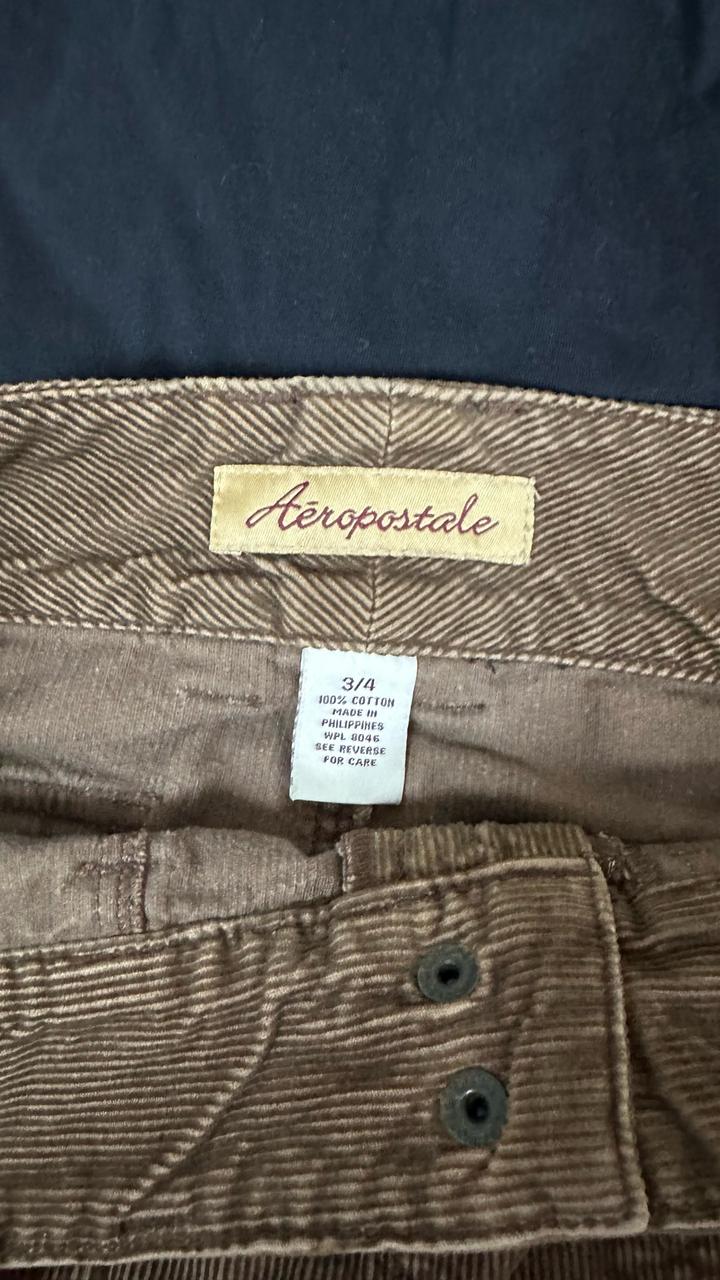 Aéropostale
3/4
100% COTTON
MADE IN
PHILIPPINES
WPL 8046
SEE REVERSE
FOR CARE